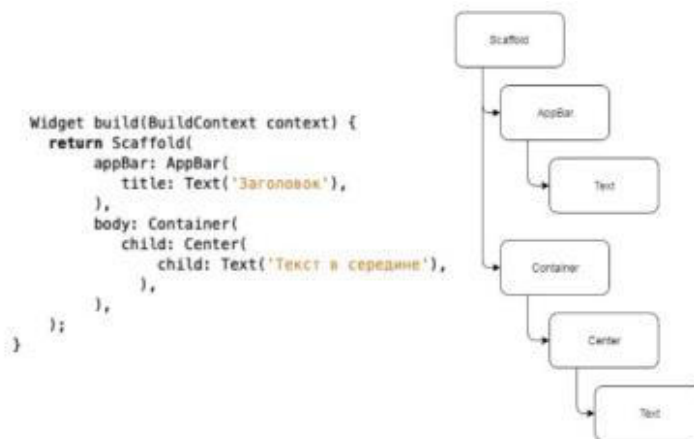 Widget build(BuildContext context) {
return Scaffold(
appBar: AppBar(
title: Text('Заголовок'),
),
body: Container(
child: Center(
child: Text('Текст в середине'),
),
),
);
}
Scaffold
AppBar
Text
Container
Center
Text